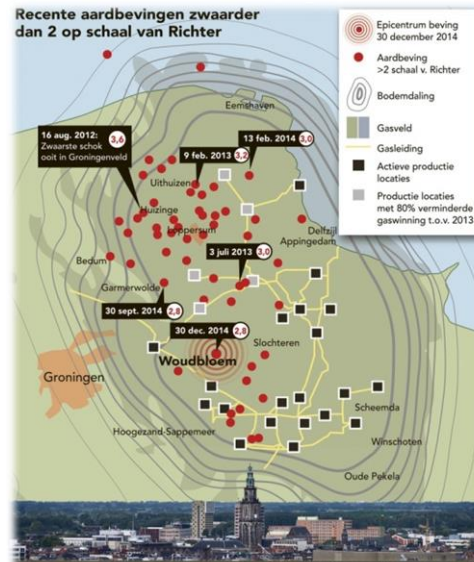 Recente aardbevingen zwaarder
dan 2 op schaal van Richter
Epicentrum beving
30 december 2014
Aardbeving
>2 schaal v. Richter
Bodemdaling
Gasveld
Gasleiding
Actieve productie
locaties
Productie locaties
met 80% verminderde
gaswinning t.o.v. 2013
Eemshaven
16 aug. 2012:
Zwaarste schok
ooit in Groningenveld
3,6
9 feb. 2013
3,2
13 feb. 2014
3,0
Uithuizen
Huizinge
Loppersum
Delfzijl
Appingedam
Bedum
3 juli 2013
3,0
Garmerwolde
30 sept. 2014
2,8
30 dec. 2014
2,8
Slochteren
Woudbloem
Groningen
Scheemda
Hoogezand-Sappemeer
Winschoten
Oude Pekela